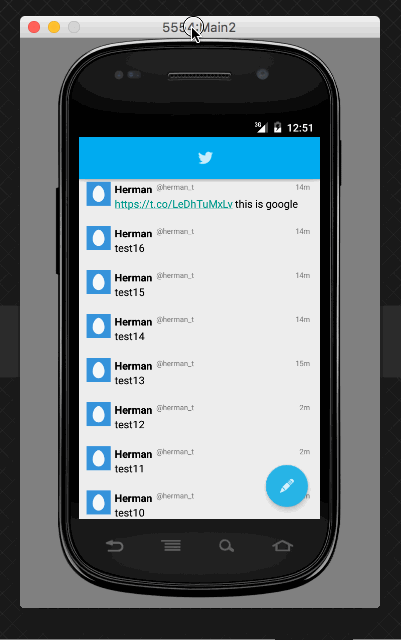 5554:Main2
3G 12:51
Herman @herman_t 14m
https://t.co/LeDhTuMxLv this is google
Herman @herman_t 14m
test16
Herman @herman_t 14m
test15
Herman @herman_t 14m
test14
Herman @herman_t 15m
test13
Herman @herman_t 2m
test12
Herman @herman_t 2m
test11
Herman @herman_t
test10